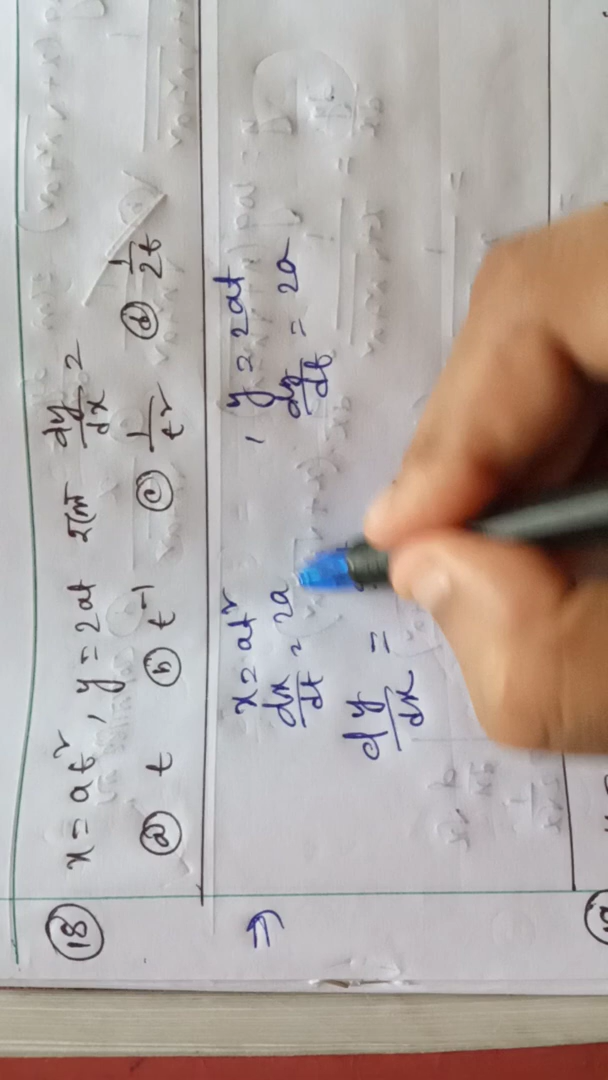 (18) x = at², y = 2at হলে dy/dx =
(a) t (b) t⁻¹ (c) 1/t² (d) 1/2t
⇒ x = at², y = 2at
dx/dt = 2a dy/dt = 2a
dy/dx =